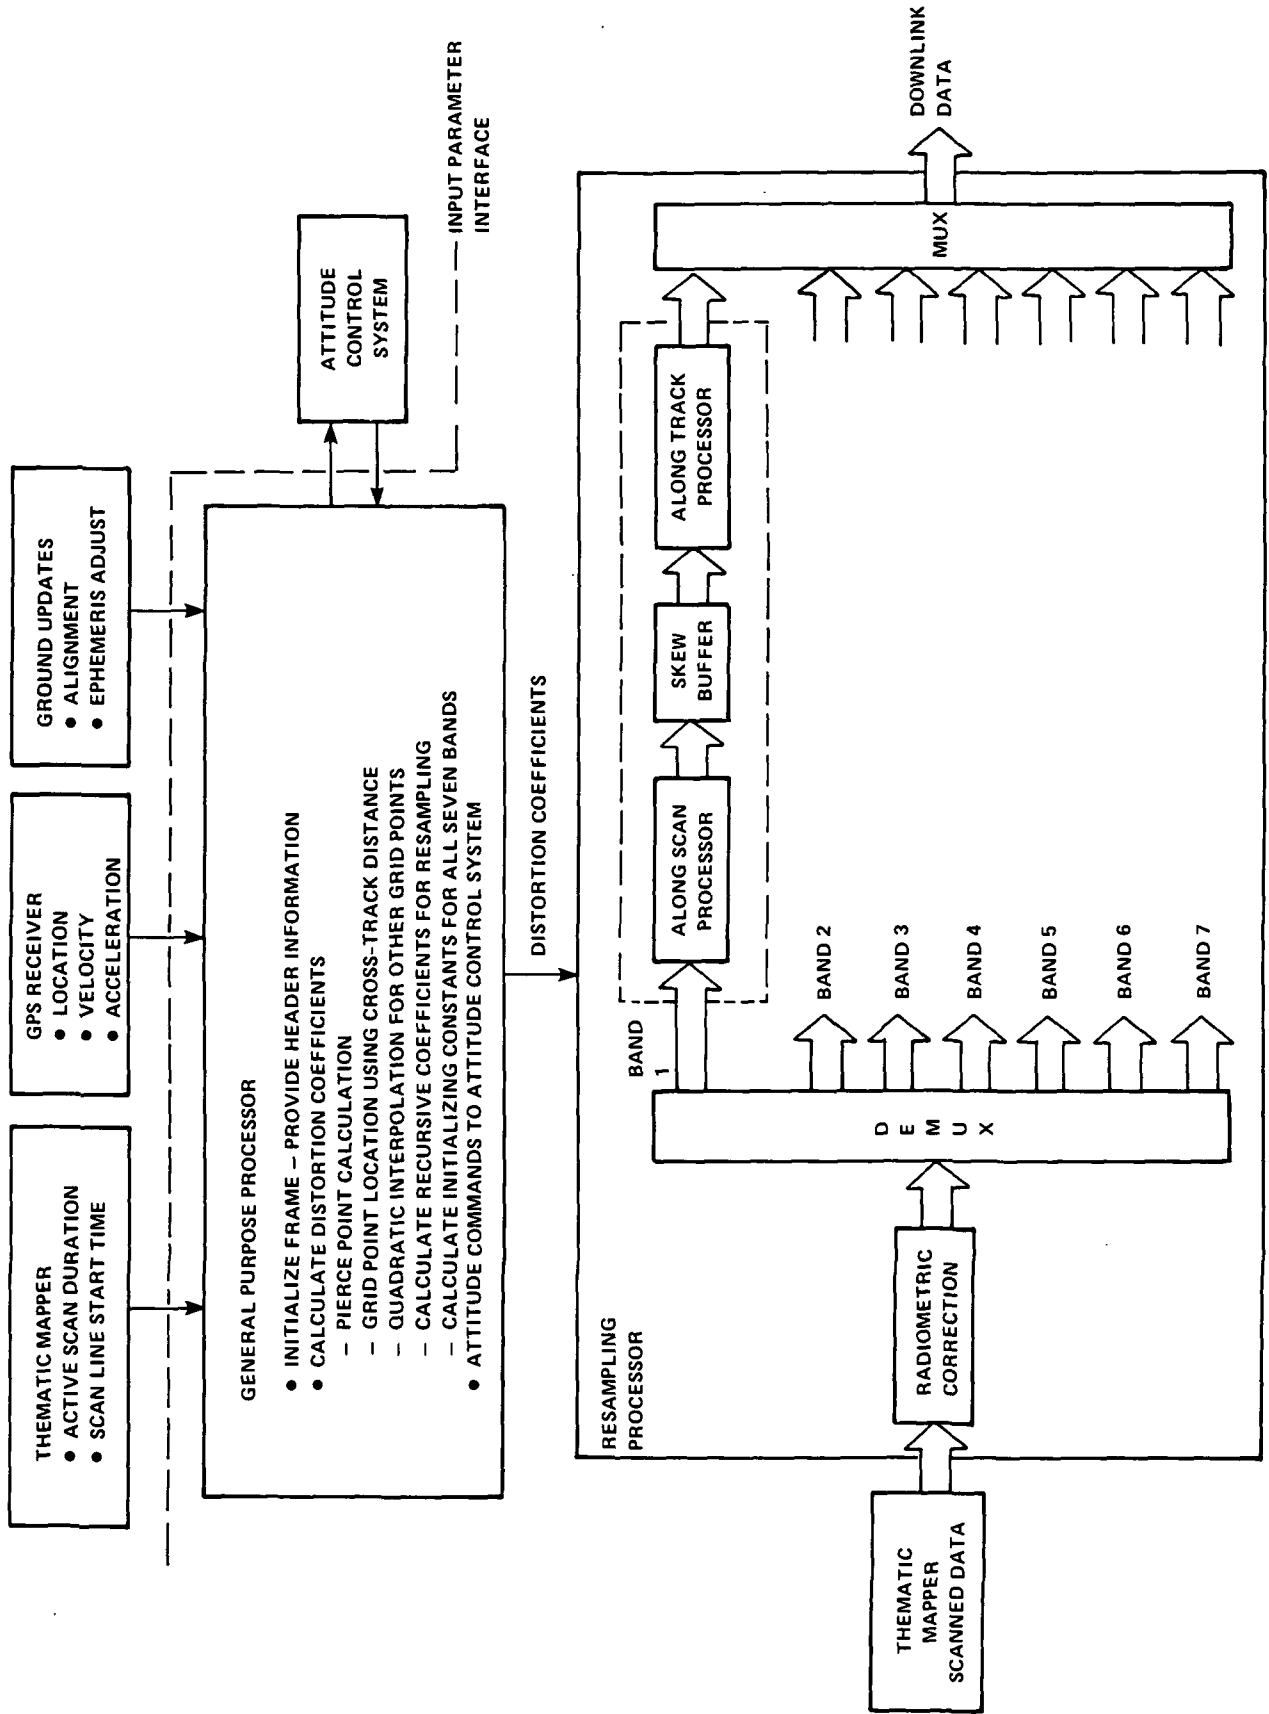 THEMATIC MAPPER
● ACTIVE SCAN DURATION
● SCAN LINE START TIME
GPS RECEIVER
● LOCATION
● VELOCITY
● ACCELERATION
GROUND UPDATES
● ALIGNMENT
● EPHEMERIS ADJUST
GENERAL PURPOSE PROCESSOR
● INITIALIZE FRAME – PROVIDE HEADER INFORMATION
● CALCULATE DISTORTION COEFFICIENTS
– PIERCE POINT CALCULATION
– GRID POINT LOCATION USING CROSS-TRACK DISTANCE
– QUADRATIC INTERPOLATION FOR OTHER GRID POINTS
– CALCULATE RECURSIVE COEFFICIENTS FOR RESAMPLING
– CALCULATE INITIALIZING CONSTANTS FOR ALL SEVEN BANDS
● ATTITUDE COMMANDS TO ATTITUDE CONTROL SYSTEM
ATTITUDE
CONTROL
SYSTEM
INPUT PARAMETER
INTERFACE
DISTORTION COEFFICIENTS
RESAMPLING
PROCESSOR
THEMATIC
MAPPER
SCANNED DATA
RADIOMETRIC
CORRECTION
DEMUX
BAND
1
ALONG SCAN
PROCESSOR
SKEW
BUFFER
ALONG TRACK
PROCESSOR
BAND 2
BAND 3
BAND 4
BAND 5
BAND 6
BAND 7
MUX
DOWNLINK
DATA